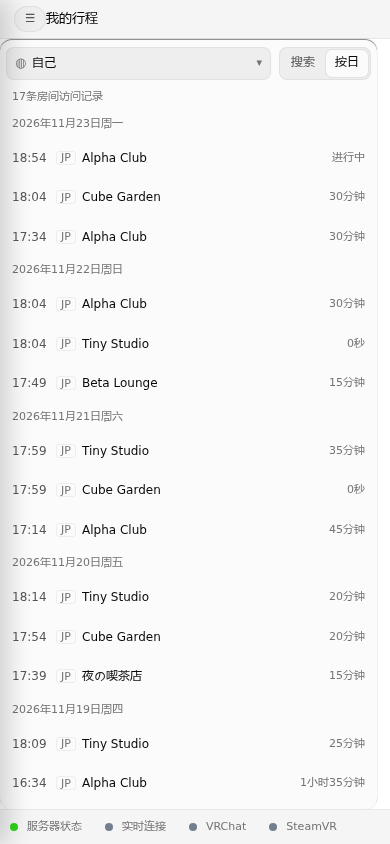 ☰ 我的行程
自己 ▾ 搜索 按日
17条房间访问记录
2026年11月23日周一
18:54 JP Alpha Club 进行中
18:04 JP Cube Garden 30分钟
17:34 JP Alpha Club 30分钟
2026年11月22日周日
18:04 JP Alpha Club 30分钟
18:04 JP Tiny Studio 0秒
17:49 JP Beta Lounge 15分钟
2026年11月21日周六
17:59 JP Tiny Studio 35分钟
17:59 JP Cube Garden 0秒
17:14 JP Alpha Club 45分钟
2026年11月20日周五
18:14 JP Tiny Studio 20分钟
17:54 JP Cube Garden 20分钟
17:39 JP 夜の喫茶店 15分钟
2026年11月19日周四
18:09 JP Tiny Studio 25分钟
16:34 JP Alpha Club 1小时35分钟
服务器状态 实时连接 VRChat SteamVR